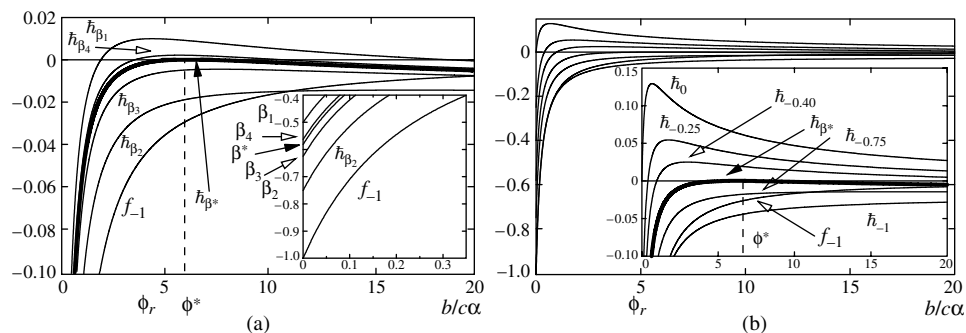 0.02
0
−0.02
−0.04
−0.06
−0.08
−0.10
ℏβ1
ℏβ4
ℏβ3
ℏβ2
f−1
ℏβ*
β1
β4
β*
β3
β2
−0.4
−0.5
−0.6
−0.7
−0.8
−0.9
−1.0
ℏβ2
f−1
0 0.1 0.2 0.3
0 5 10 15 20
ϕr ϕ* b/cα
(a)
0
−0.2
−0.4
−0.6
−0.8
−1.0
0.15
0.10
0.05
0
−0.05
−0.10
ℏ0
ℏ−0.25
ℏ−0.40
ℏβ*
ℏ−0.75
f−1
ℏ−1
ϕ*
0 5 10 15 20
0 5 10 15 20
ϕr b/cα
(b)